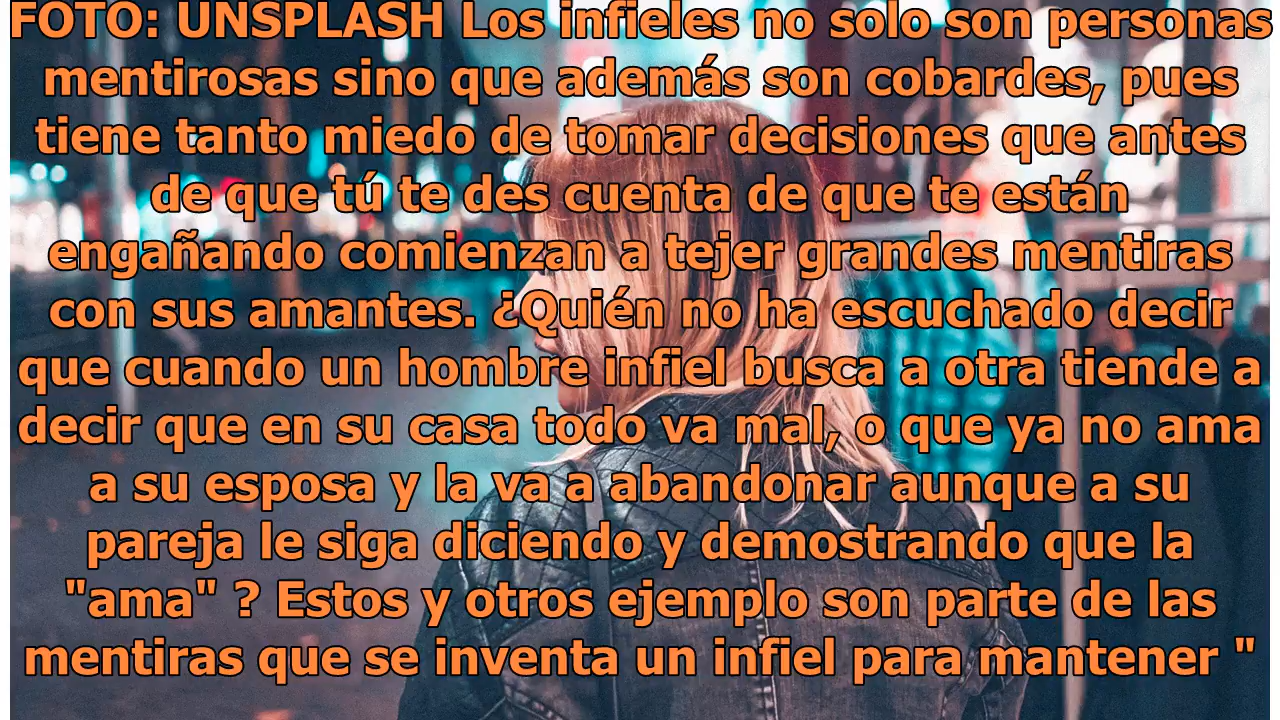 FOTO: UNSPLASH Los infieles no solo son personas
mentirosas sino que además son cobardes, pues
tiene tanto miedo de tomar decisiones que antes
de que tú te des cuenta de que te están
engañando comienzan a tejer grandes mentiras
con sus amantes. ¿Quién no ha escuchado decir
que cuando un hombre infiel busca a otra tiende a
decir que en su casa todo va mal, o que ya no ama
a su esposa y la va a abandonar aunque a su
pareja le siga diciendo y demostrando que la
"ama" ? Estos y otros ejemplo son parte de las
mentiras que se inventa un infiel para mantener "